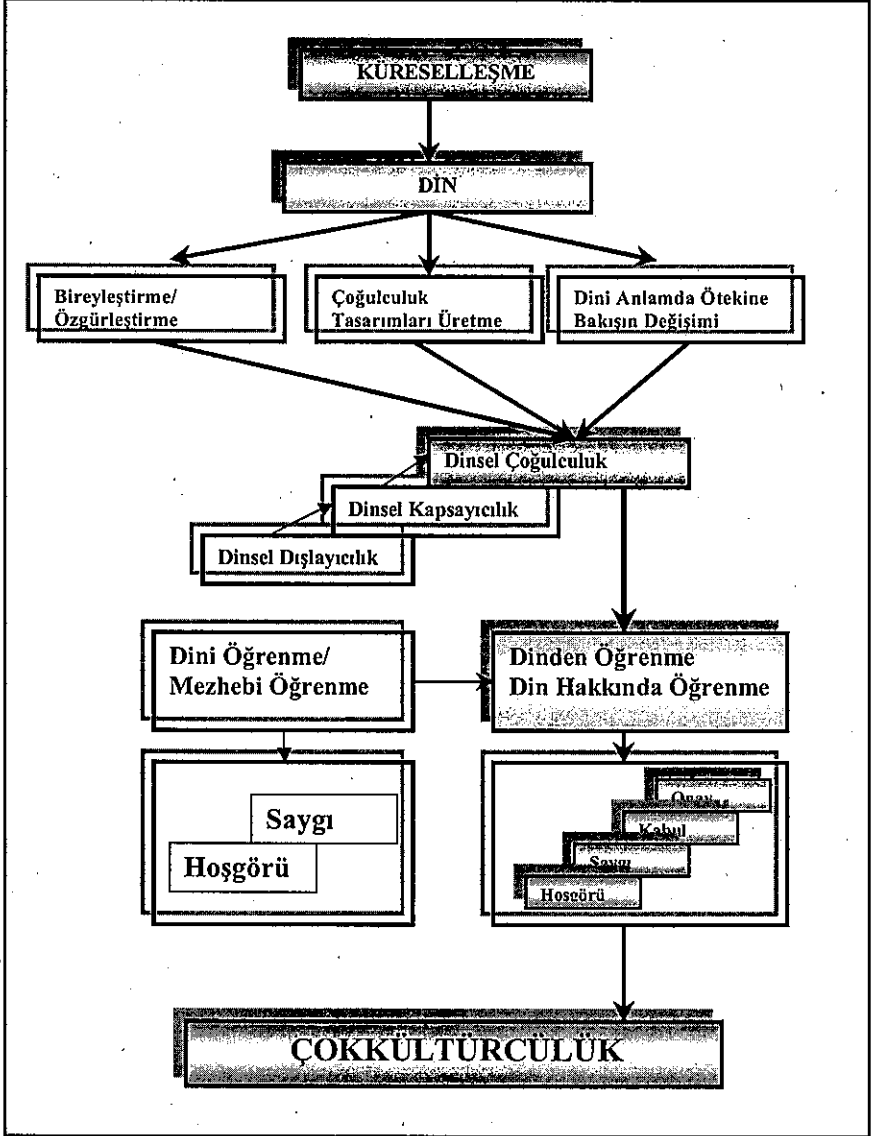 KÜRESELLEŞME
DİN
Bireyleştirme/
Özgürleştirme
Çoğulculuk
Tasarımları Üretme
Dini Anlamda Ötekine
Bakışın Değişimi
Dinsel Çoğulculuk
Dinsel Kapsayıcılık
Dinsel Dışlayıcılık
Dini Öğrenme/
Mezhebi Öğrenme
Dinden Öğrenme
Din Hakkında Öğrenme
Saygı
Hoşgörü
Onay
Kabul
Saygı
Hoşgörü
ÇOKKÜLTÜRCÜLÜK